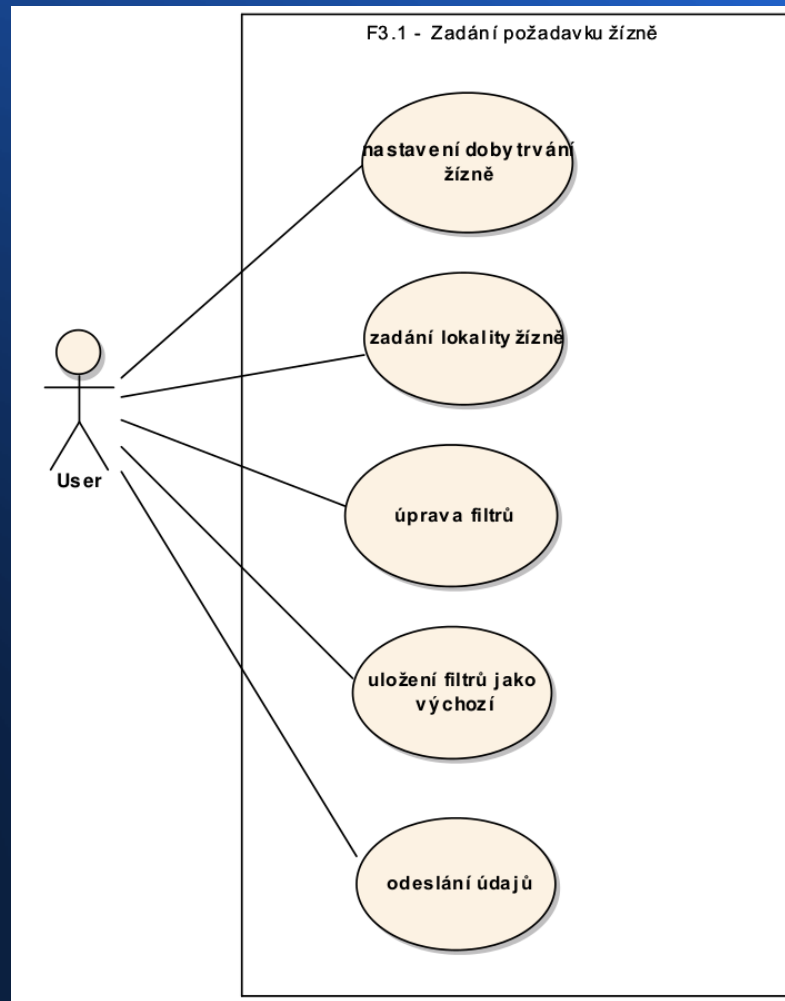 F3.1 - Zadání požadavku žízně
nastavení doby trvání
žízně
zadání lokality žízně
úprava filtrů
User
uložení filtrů jako
výchozí
odeslání údajů